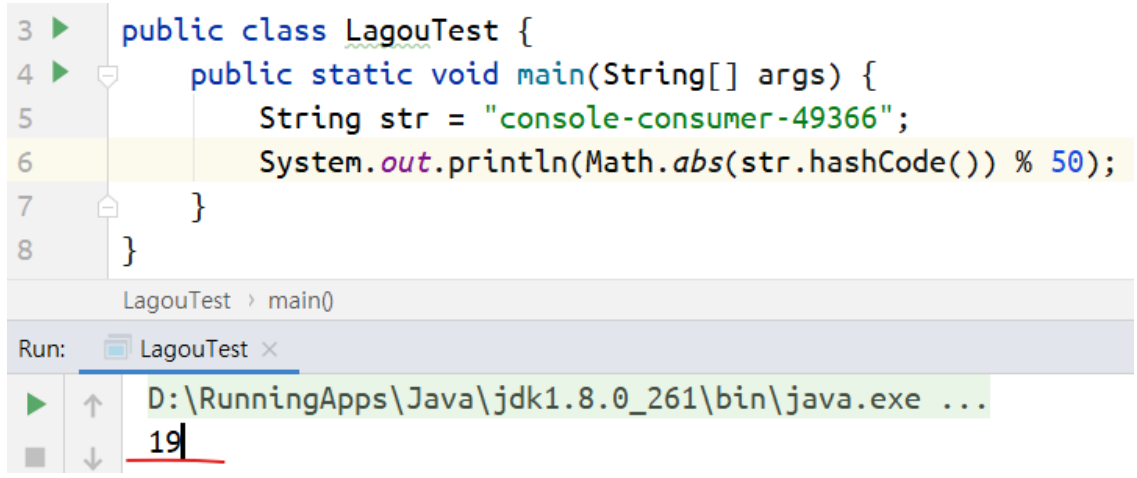 3 public class LagouTest {
4 public static void main(String[] args) {
5 String str = "console-consumer-49366";
6 System.out.println(Math.abs(str.hashCode()) % 50);
7 }
8 }
LagouTest › main()
Run: LagouTest ×
D:\RunningApps\Java\jdk1.8.0_261\bin\java.exe ...
19